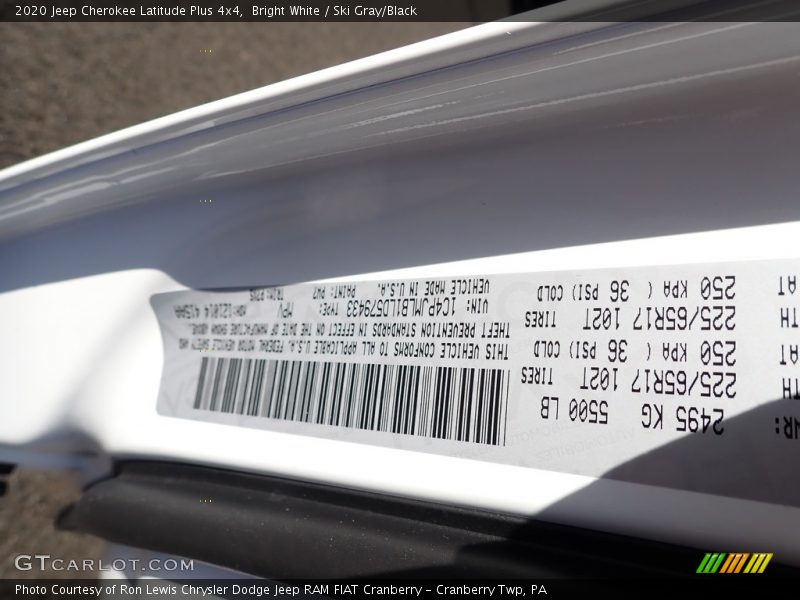 2020 Jeep Cherokee Latitude Plus 4x4, Bright White / Ski Gray/Black
2495 KG 5500 LB
225/65R17 102T TIRES
250 KPA ( 36 PSI) COLD
225/65R17 102T TIRES
250 KPA ( 36 PSI) COLD
THIS VEHICLE CONFORMS TO ALL APPLICABLE U.S.A. FEDERAL MOTOR VEHICLE SAFETY AND
THEFT PREVENTION STANDARDS IN EFFECT ON THE DATE OF MANUFACTURE SHOWN ABOVE.
VIN: 1C4PJMLB1LD579433 TYPE: MPV
VEHICLE MADE IN U.S.A. PAINT: PW7
GTCARLOT.COM
Photo Courtesy of Ron Lewis Chrysler Dodge Jeep RAM FIAT Cranberry - Cranberry Twp, PA